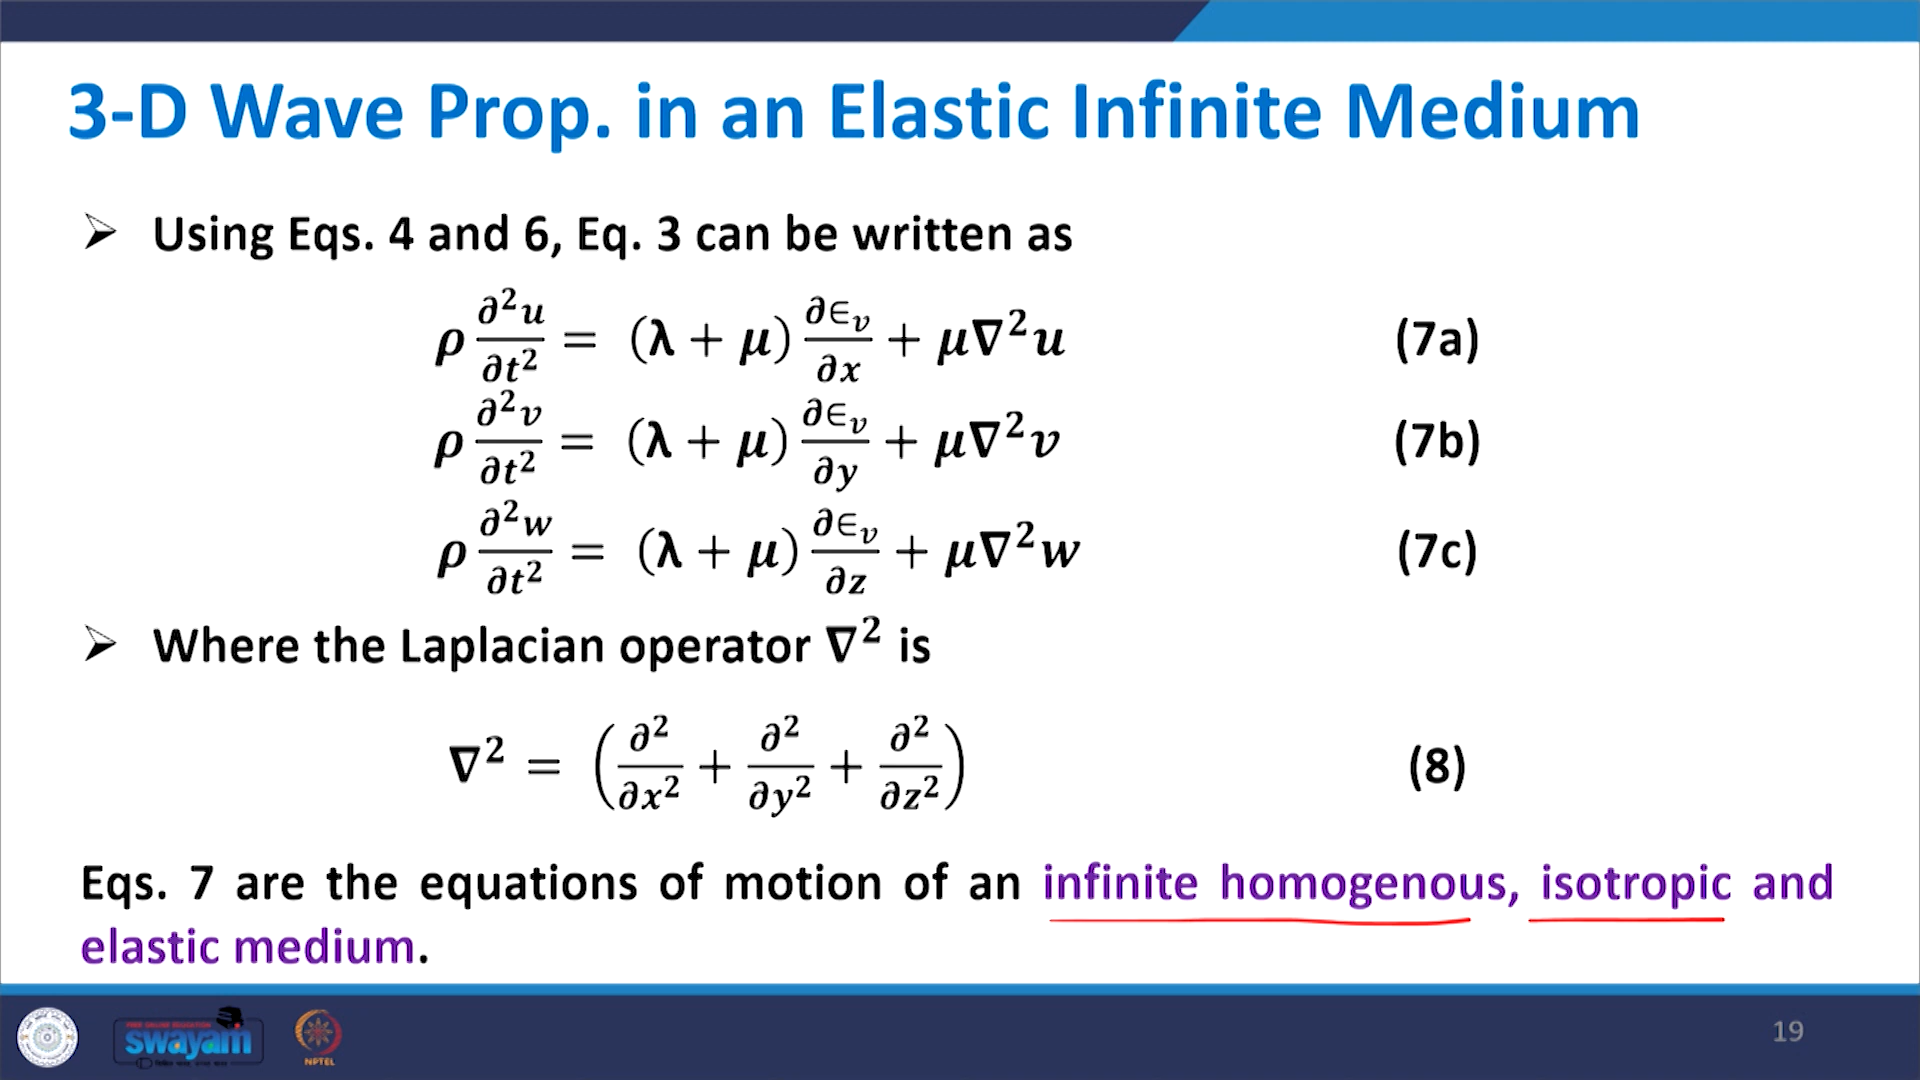 3-D Wave Prop. in an Elastic Infinite Medium
➢ Using Eqs. 4 and 6, Eq. 3 can be written as
ρ ∂²u/∂t² = (λ + μ) ∂∈ᵥ/∂x + μ∇²u (7a)
ρ ∂²v/∂t² = (λ + μ) ∂∈ᵥ/∂y + μ∇²v (7b)
ρ ∂²w/∂t² = (λ + μ) ∂∈ᵥ/∂z + μ∇²w (7c)
➢ Where the Laplacian operator ∇² is
∇² = (∂²/∂x² + ∂²/∂y² + ∂²/∂z²) (8)
Eqs. 7 are the equations of motion of an infinite homogenous, isotropic and
elastic medium.
FREE ONLINE EDUCATION
swayam
NPTEL
19